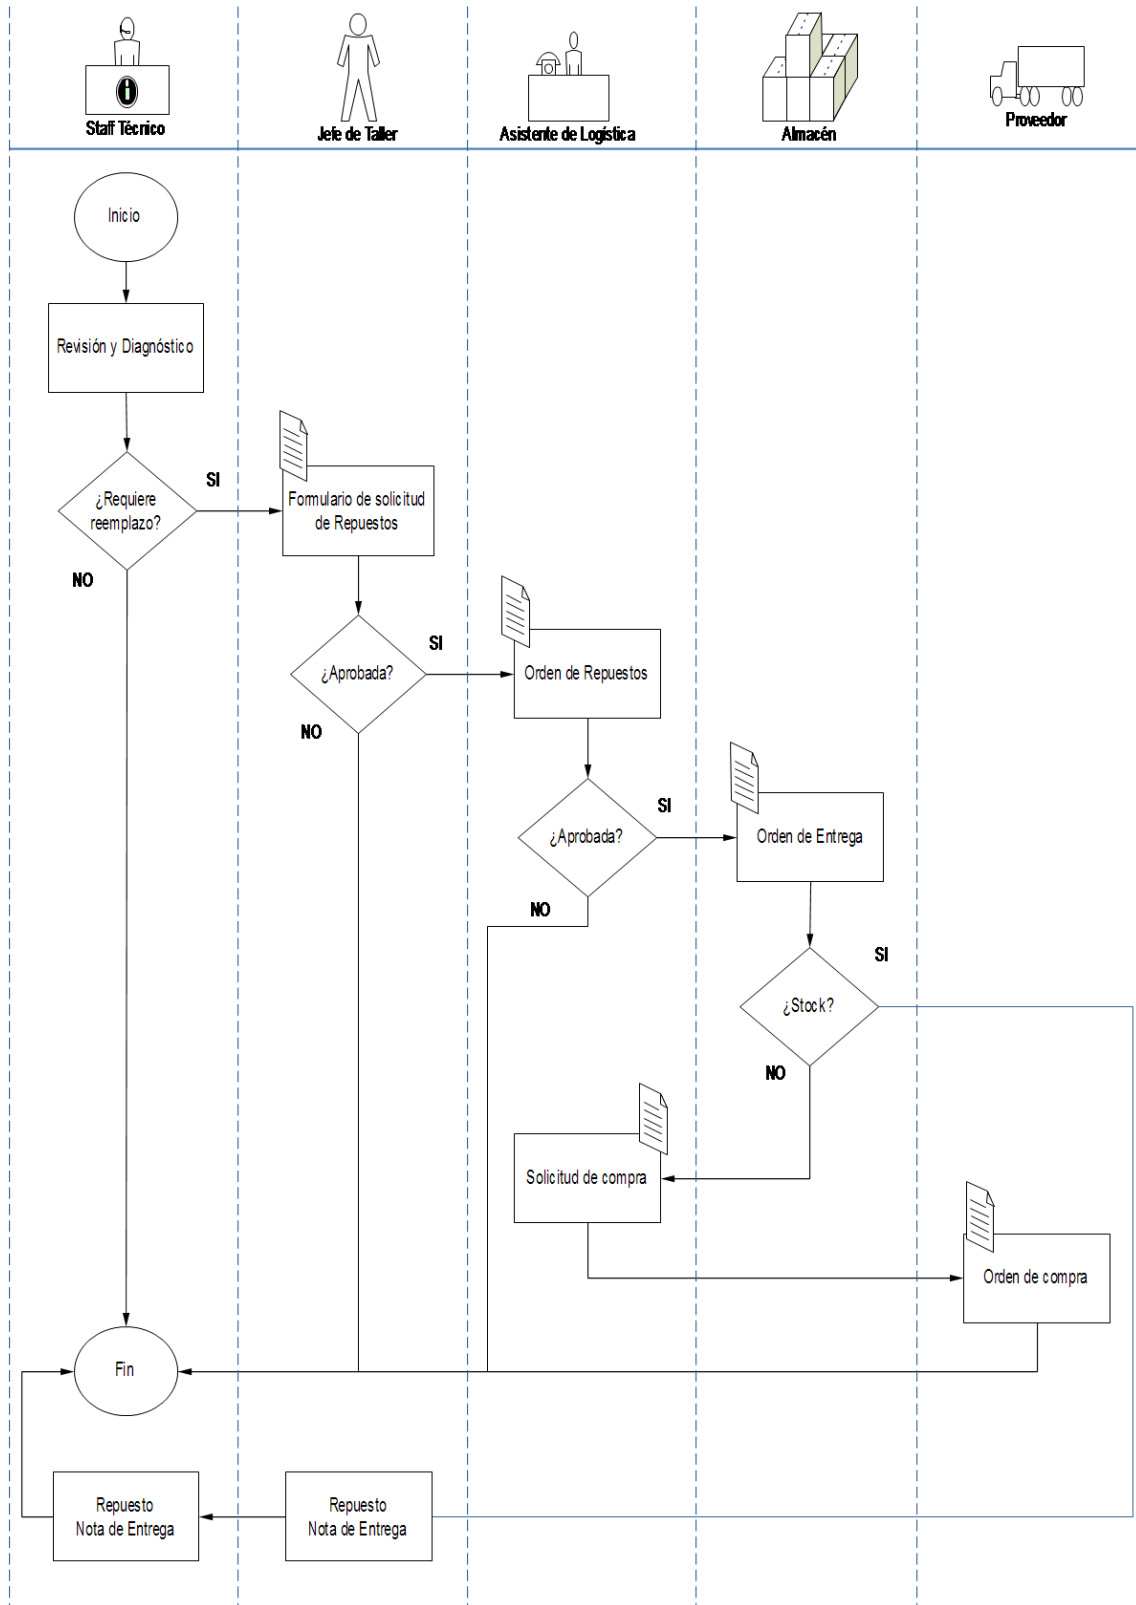 Staff Técnico
Jefe de Taller
Asistente de Logística
Almacén
Proveedor
Inicio
Revisión y Diagnóstico
¿Requiere
reemplazo?
SI
NO
Formulario de solicitud
de Repuestos
¿Aprobada?
SI
NO
Orden de Repuestos
¿Aprobada?
SI
NO
Orden de Entrega
¿Stock?
SI
NO
Solicitud de compra
Orden de compra
Fin
Repuesto
Nota de Entrega
Repuesto
Nota de Entrega